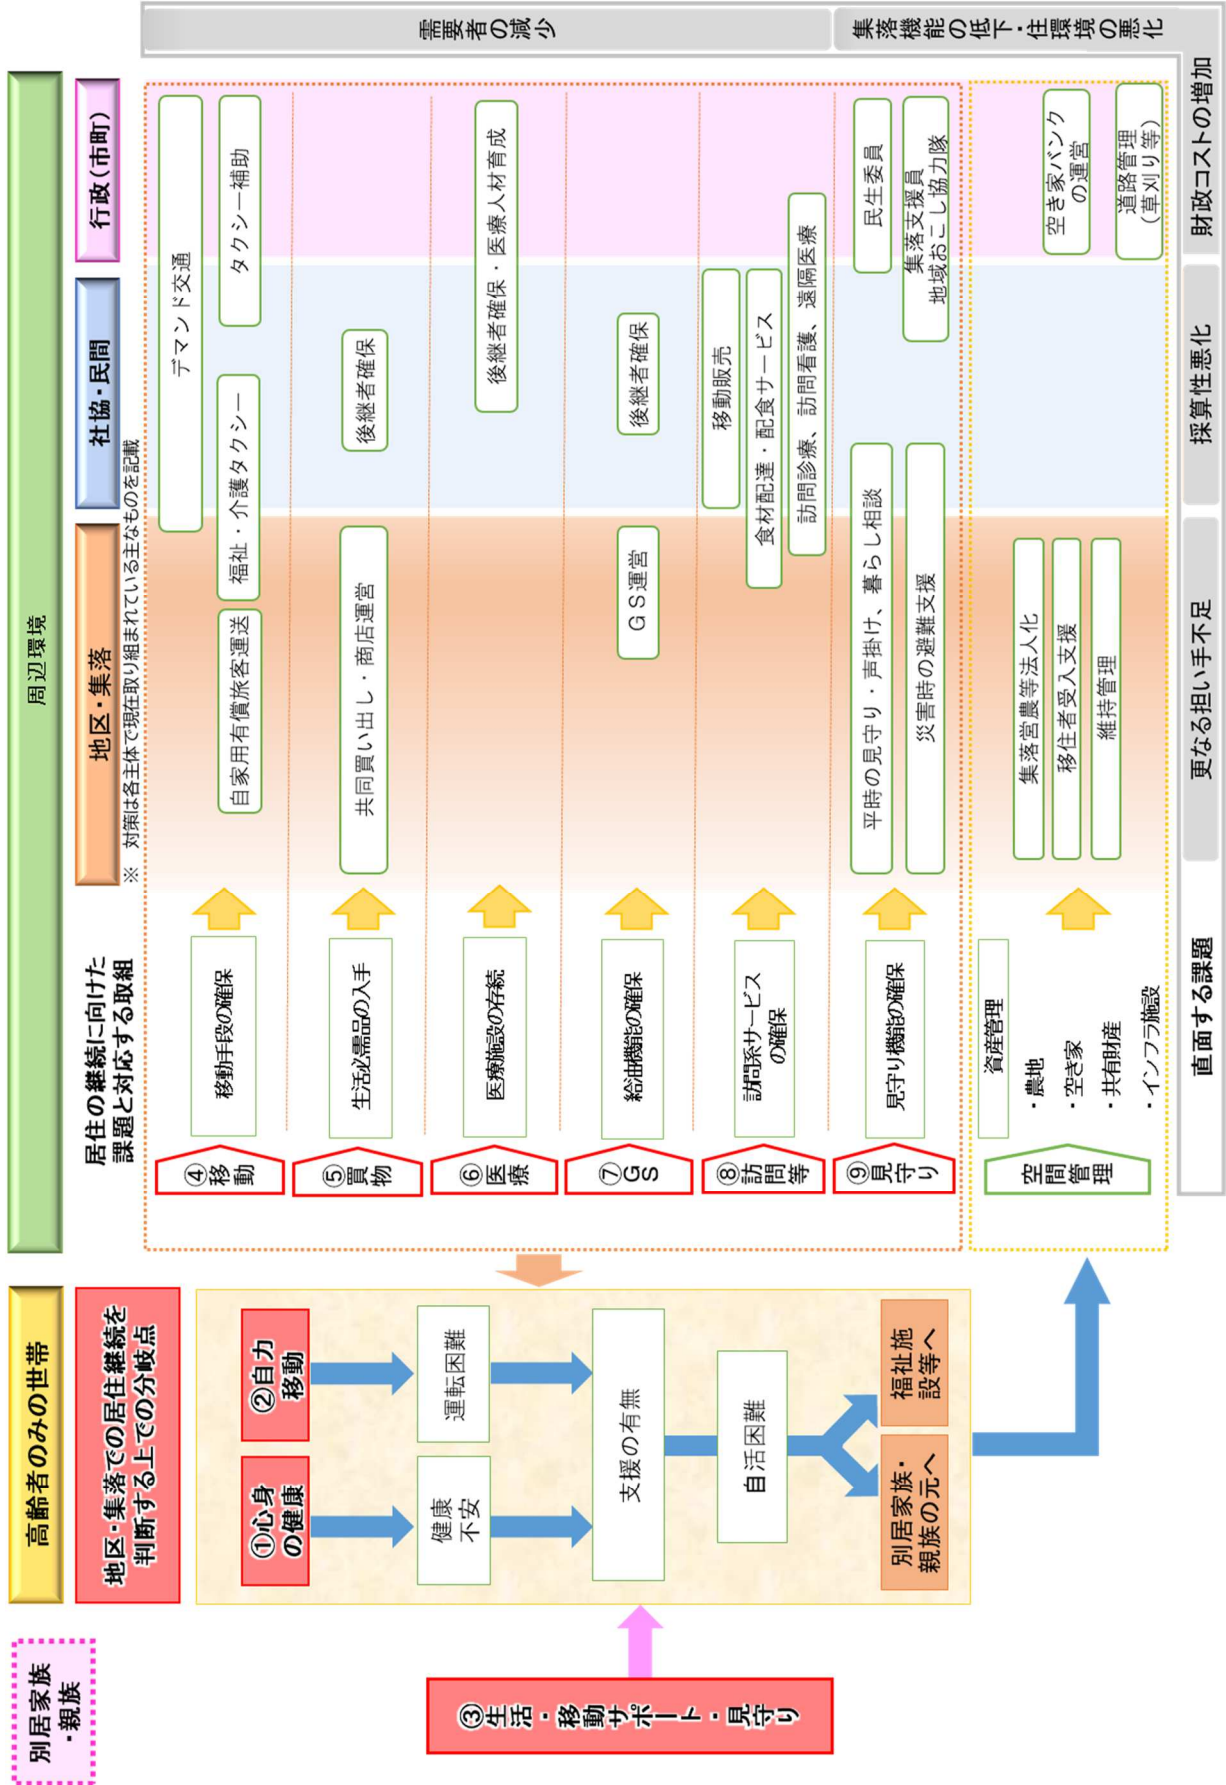 別居家族
・親族
③生活・移動サポート・見守り
高齢者のみの世帯
地区・集落での居住継続を
判断する上での分岐点
①心身
の健康
②自力
移動
健康
不安
運転困難
支援の有無
自活困難
別居家族・
親族の元へ
福祉施
設等へ
周辺環境
居住の継続に向けた
課題と対応する取組
地区・集落
社協・民間
行政(市町)
※ 対策は各主体で現在取り組まれている主なものを記載
④移動
移動手段の確保
デマンド交通
自家用有償旅客運送
福祉・介護タクシー
タクシー補助
⑤買物
生活必需品の入手
共同買い出し・商店運営
後継者確保
⑥医療
医療施設の存続
後継者確保・医療人材育成
⑦GS
給油機能の確保
GS運営
後継者確保
⑧訪問等
訪問系サービス
の確保
移動販売
食材配達・配食サービス
訪問診療、訪問看護、遠隔医療
⑨見守り
見守り機能の確保
平時の見守り・声掛け、暮らし相談
民生委員
災害時の避難支援
集落支援員
地域おこし協力隊
空間管理
資産管理
・農地
・空き家
・共有財産
・インフラ施設
集落営農等法人化
移住者受入支援
維持管理
空き家バンク
の運営
道路管理
(草刈り等)
直面する課題
更なる担い手不足
採算性悪化
財政コストの増加
需要者の減少
集落機能の低下・住環境の悪化